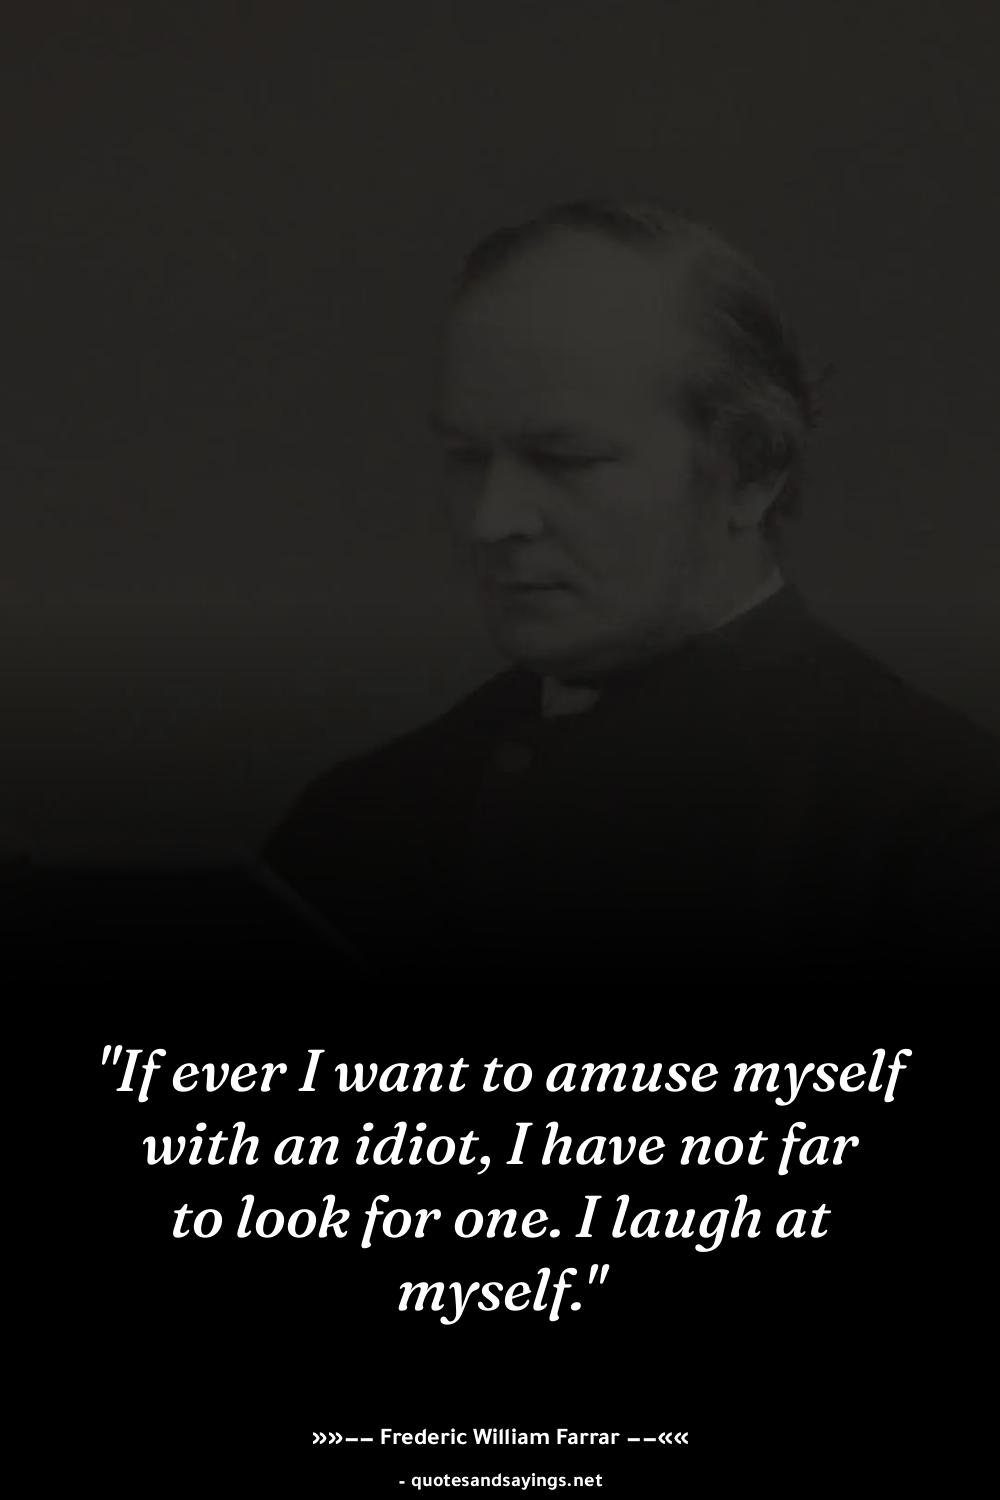 "If ever I want to amuse myself
with an idiot, I have not far
to look for one. I laugh at
myself."
»»−− Frederic William Farrar −−««
- quotesandsayings.net